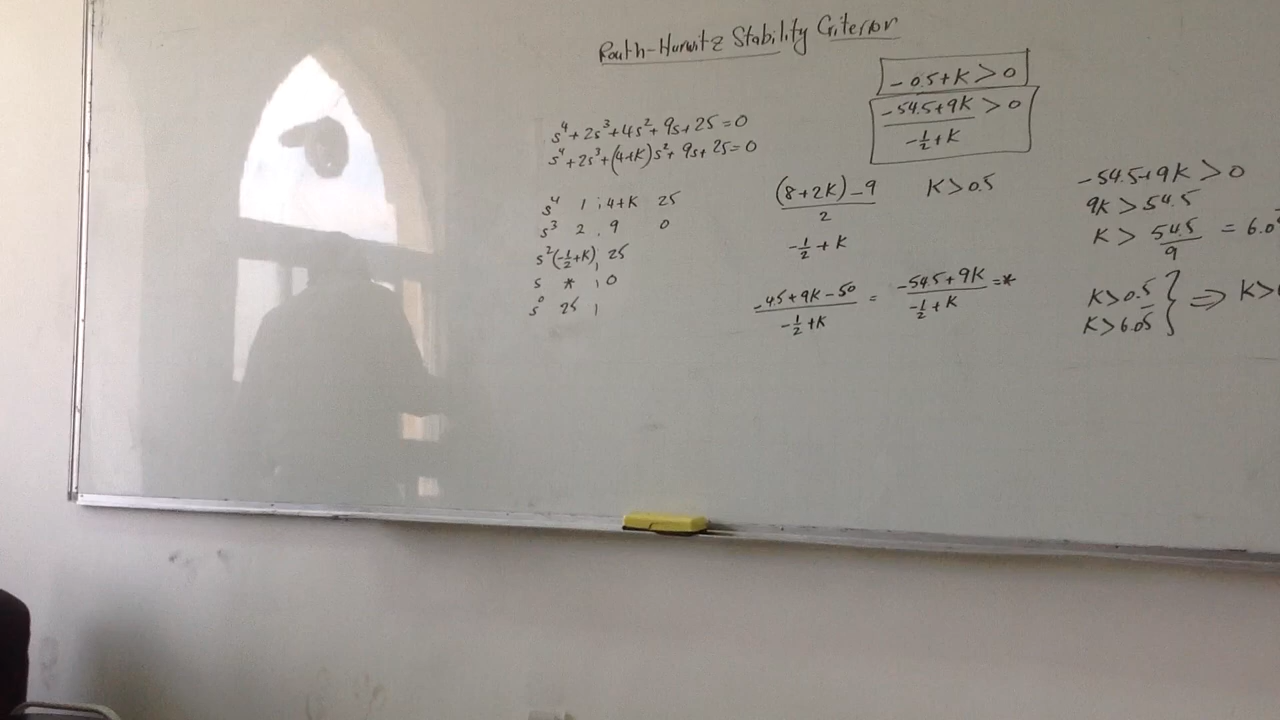 Routh-Hurwitz Stability Criterion
-0.5+K>0
(-54.5+9K)/(-1/2+K) > 0
s⁴+2s³+4s²+9s+25=0
s⁴+2s³+(4+K)s²+9s+25=0
s⁴ 1 , 4+K 25
s³ 2 , 9 0
s² (-1/2+K), 25
s * , 0
s⁰ 25 ,
((8+2K)-9)/2
K>0.5
-1/2+K
(-4.5+9K-50)/(-1/2+K) = (-54.5+9K)/(-1/2+K) =*
-54.5+9K>0
9K>54.5
K > 54.5/9 = 6.0
K>0.5
K>6.05 } ⇒ K>